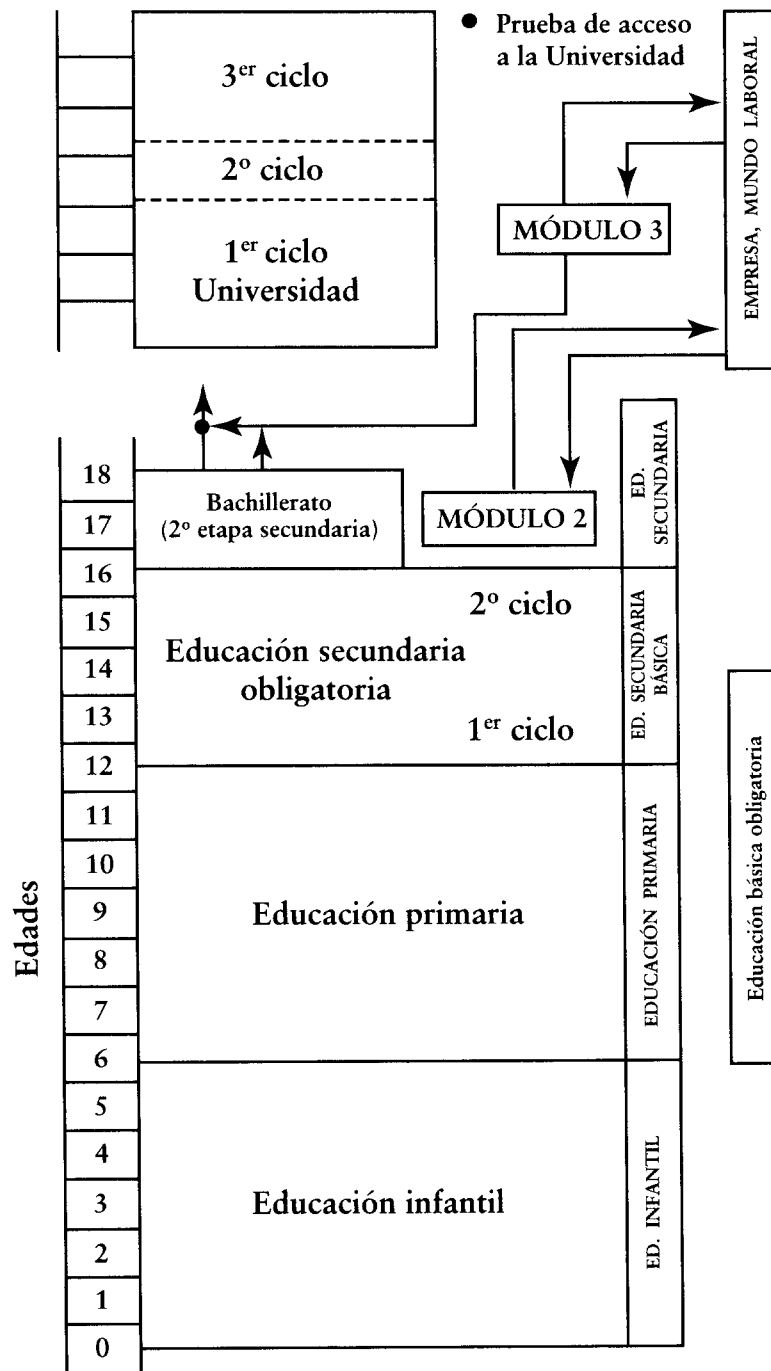 ● Prueba de acceso
a la Universidad
3er ciclo
2º ciclo
1er ciclo
Universidad
MÓDULO 3
EMPRESA, MUNDO LABORAL
18
17
16
15
14
13
12
11
10
9
8
7
6
5
4
3
2
1
0
Edades
Bachillerato
(2º etapa secundaria)
MÓDULO 2
ED.
SECUNDARIA
2º ciclo
Educación secundaria
obligatoria
1er ciclo
ED. SECUNDARIA
BÁSICA
Educación primaria
EDUCACIÓN PRIMARIA
Educación básica obligatoria
Educación infantil
ED. INFANTIL